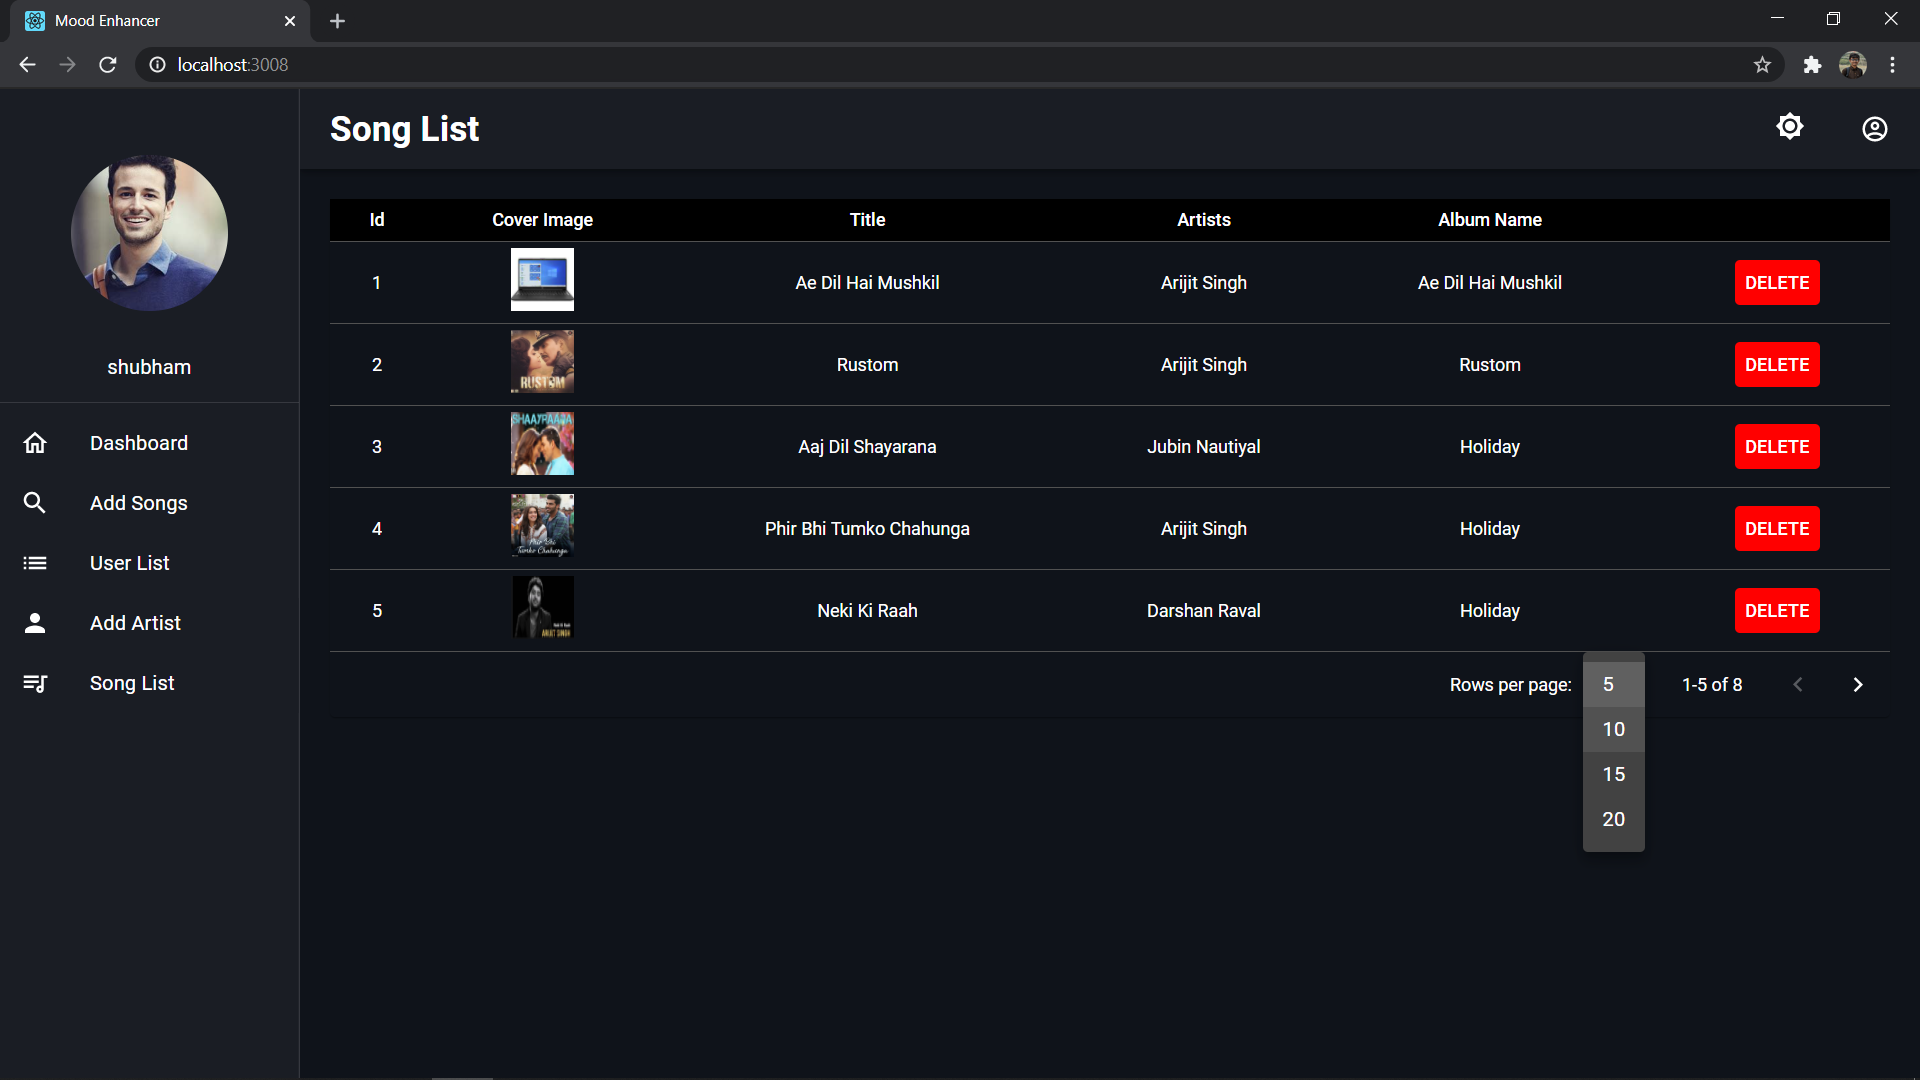 Mood Enhancer
localhost:3008
Song List
shubham
Dashboard
Add Songs
User List
Add Artist
Song List
Id Cover Image Title Artists Album Name
1 Ae Dil Hai Mushkil Arijit Singh Ae Dil Hai Mushkil DELETE
RUSTOM
2 Rustom Arijit Singh Rustom DELETE
3 Aaj Dil Shayarana Jubin Nautiyal Holiday DELETE
Phir Bhi
Tumko Chahunga
4 Phir Bhi Tumko Chahunga Arijit Singh Holiday DELETE
ARIJIT SINGH
5 Neki Ki Raah Darshan Raval Holiday DELETE
Rows per page: 5 1-5 of 8
10
15
20